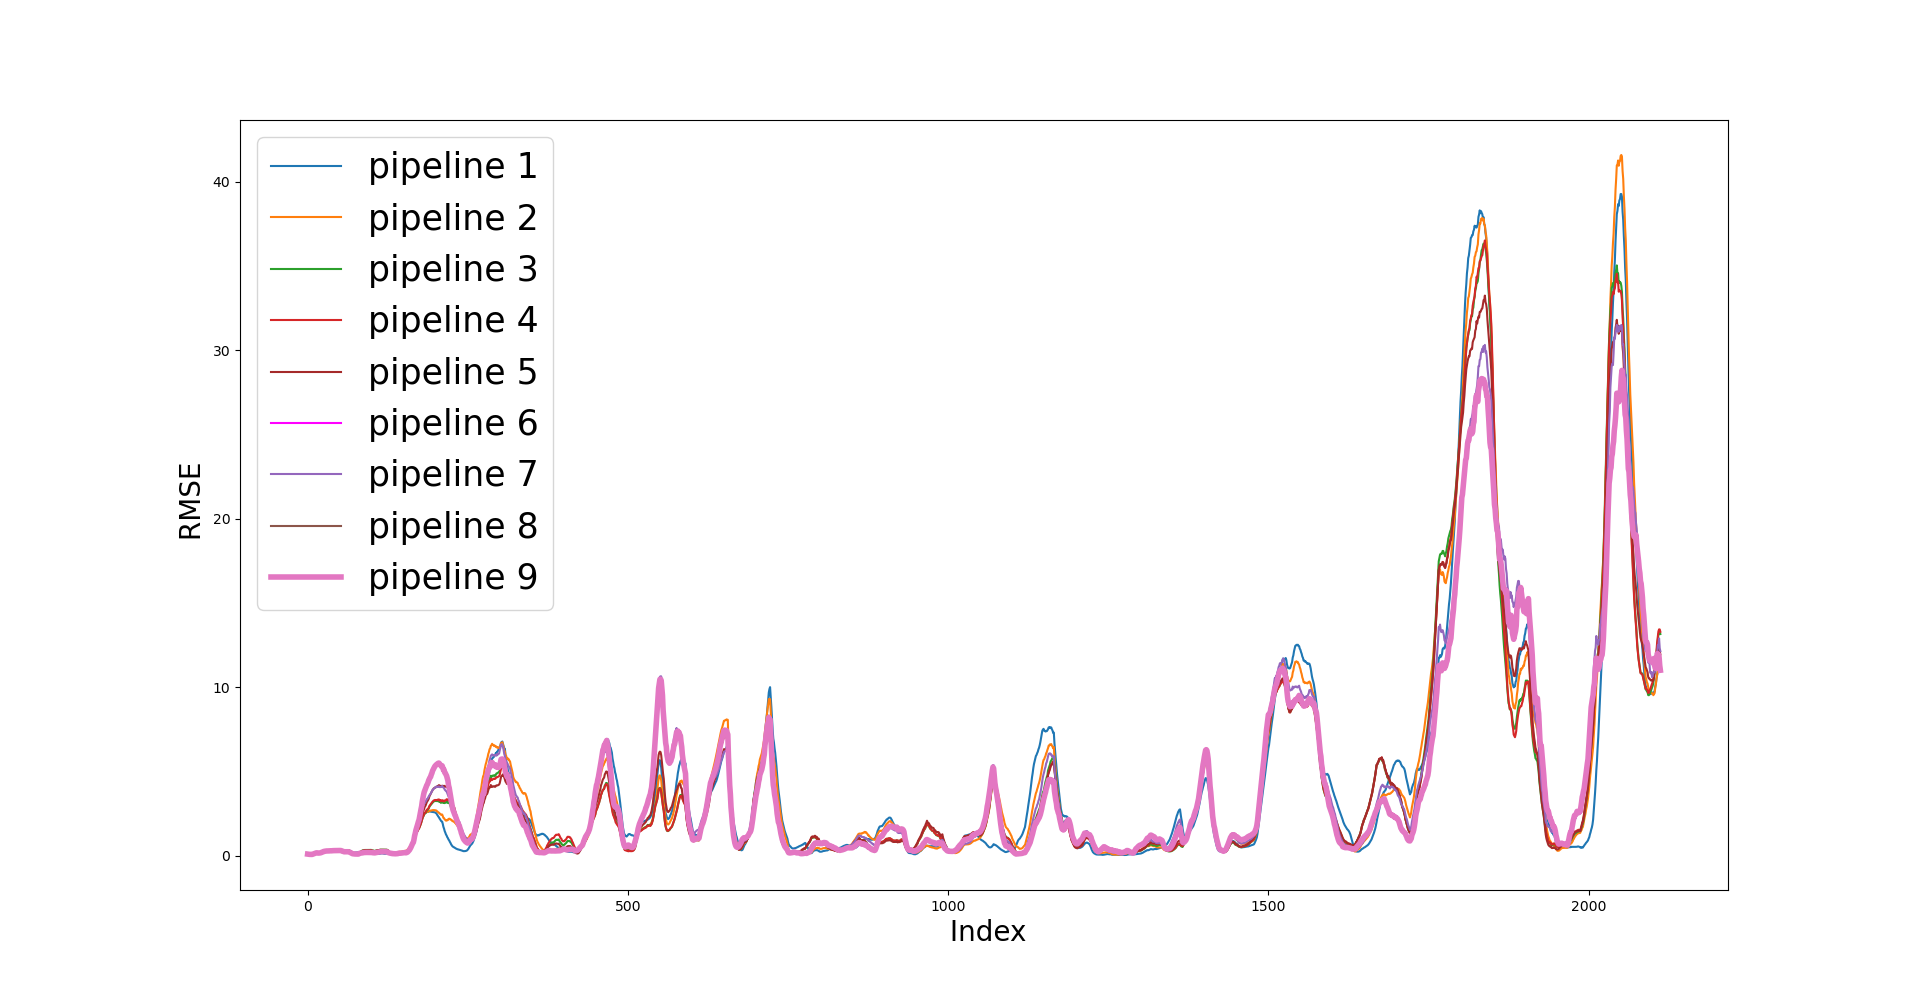 pipeline 1
pipeline 2
pipeline 3
pipeline 4
pipeline 5
pipeline 6
pipeline 7
pipeline 8
pipeline 9
RMSE
40
30
20
10
0
0 500 1000 1500 2000
Index